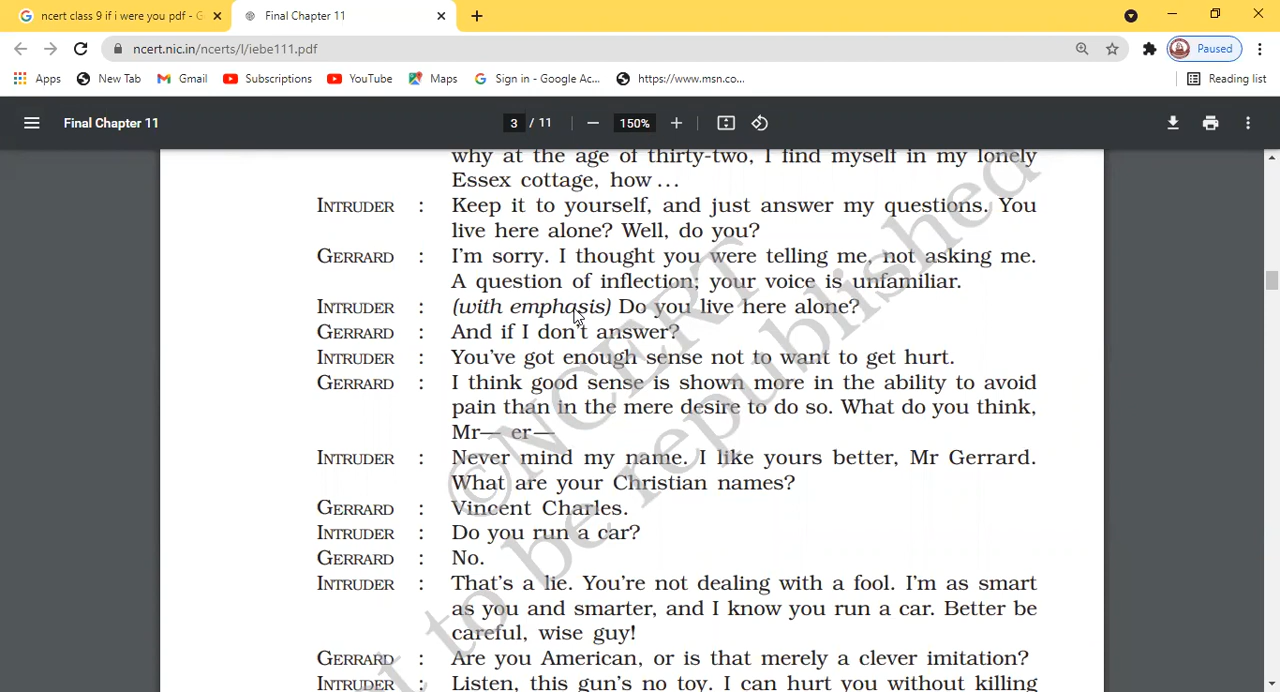 ncert class 9 if i were you pdf - G
Final Chapter 11
ncert.nic.in/ncerts/l/iebe111.pdf
Paused
Apps
New Tab
Gmail
Subscriptions
YouTube
Maps
Sign in - Google Ac...
https://www.msn.co...
Reading list
Final Chapter 11
3 / 11
150%
why at the age of thirty-two, I find myself in my lonely
Essex cottage, how ...
INTRUDER : Keep it to yourself, and just answer my questions. You
live here alone? Well, do you?
GERRARD : I'm sorry. I thought you were telling me, not asking me.
A question of inflection; your voice is unfamiliar.
INTRUDER : (with emphasis) Do you live here alone?
GERRARD : And if I don't answer?
INTRUDER : You've got enough sense not to want to get hurt.
GERRARD : I think good sense is shown more in the ability to avoid
pain than in the mere desire to do so. What do you think,
Mr— er—
INTRUDER : Never mind my name. I like yours better, Mr Gerrard.
What are your Christian names?
GERRARD : Vincent Charles.
INTRUDER : Do you run a car?
GERRARD : No.
INTRUDER : That's a lie. You're not dealing with a fool. I'm as smart
as you and smarter, and I know you run a car. Better be
careful, wise guy!
GERRARD : Are you American, or is that merely a clever imitation?
INTRUDER : Listen, this gun's no toy. I can hurt you without killing
©NCERT
to be republished